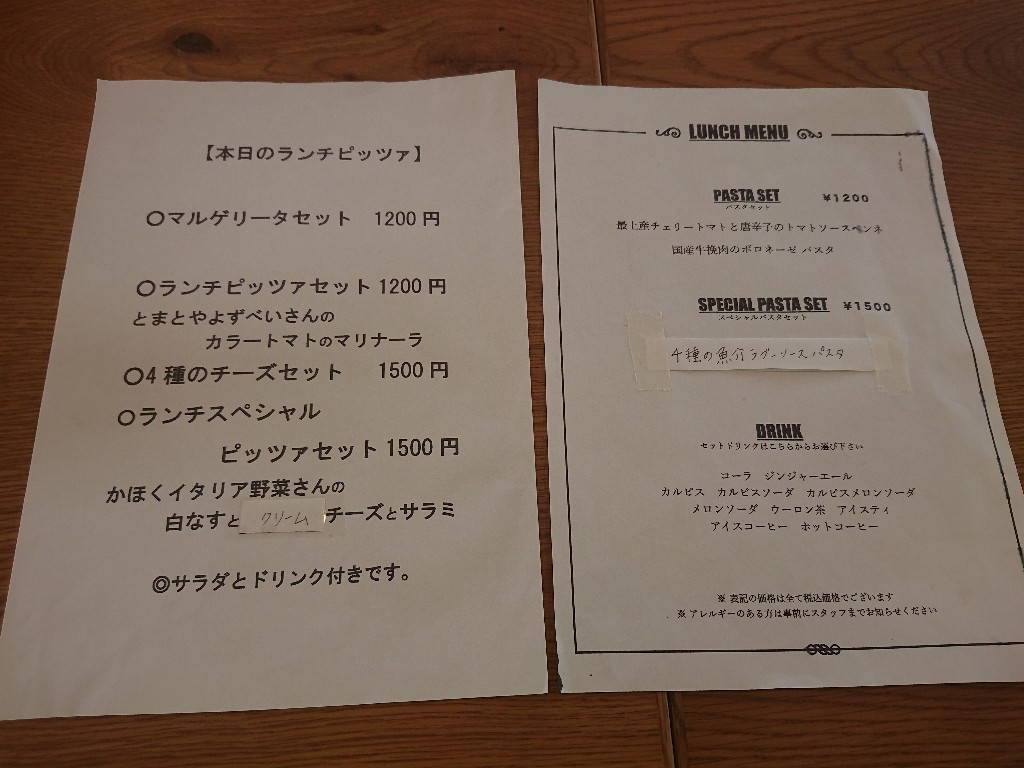 【本日のランチピッツァ】
〇マルゲリータセット 1200 円
〇ランチピッツァセット 1200 円
とまとやよずべいさんの
カラートマトのマリナーラ
〇4 種のチーズセット 1500 円
〇ランチスペシャル
ピッツァセット 1500 円
かほくイタリア野菜さんの
白なすと クリーム チーズとサラミ
◎サラダとドリンク付きです。
LUNCH MENU
PASTA SET ¥1200
パスタセット
最上産チェリートマトと唐辛子のトマトソースペンネ
国産牛挽肉のボロネーゼ パスタ
SPECIAL PASTA SET ¥1500
スペシャルパスタセット
4種の魚介ラグーソースパスタ
DRINK
セットドリンクはこちらからお選び下さい
コーラ ジンジャーエール
カルピス カルピスソーダ カルピスメロンソーダ
メロンソーダ ウーロン茶 アイスティ
アイスコーヒー ホットコーヒー
※ 表記の価格は全て税込価格でございます
※ アレルギーのある方は事前にスタッフまでお知らせください